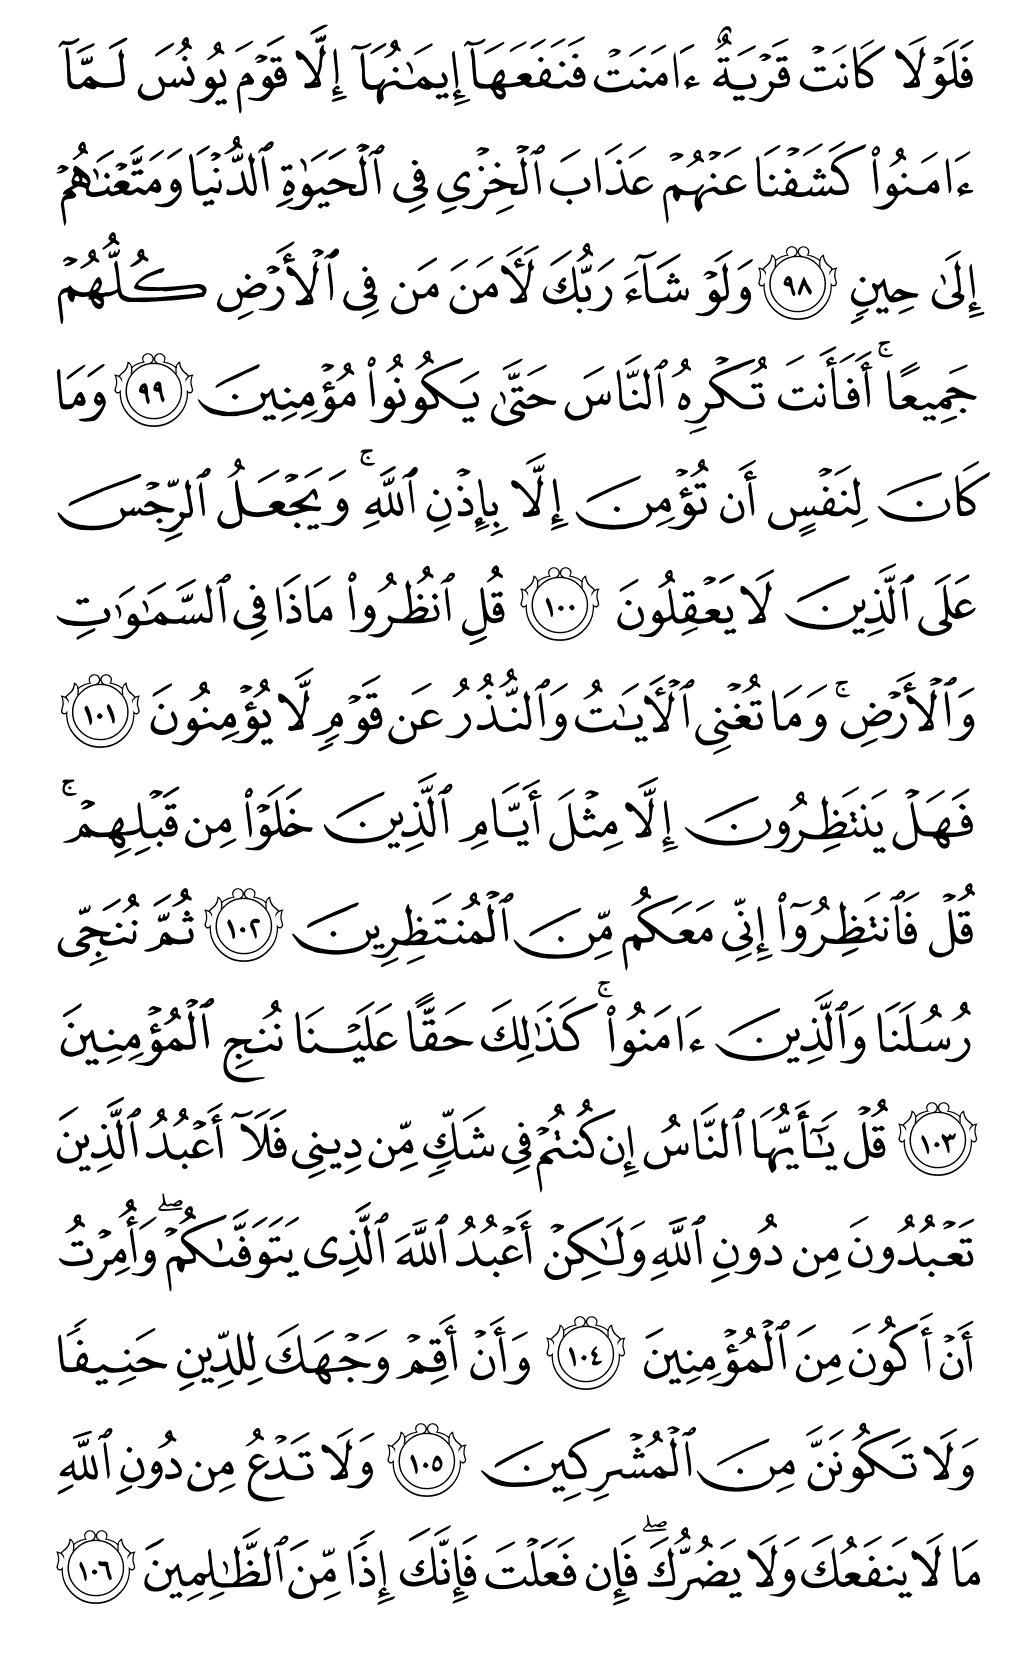 فَلَوۡلَا كَانَتۡ قَرۡيَةٌ ءَامَنَتۡ فَنَفَعَهَآ إِيمَٰنُهَآ إِلَّا قَوۡمَ يُونُسَ لَمَّآ
ءَامَنُواْ كَشَفۡنَا عَنۡهُمۡ عَذَابَ ٱلۡخِزۡيِ فِي ٱلۡحَيَوٰةِ ٱلدُّنۡيَا وَمَتَّعۡنَٰهُمۡ
إِلَىٰ حِينٖ ٩٨ وَلَوۡ شَآءَ رَبُّكَ لَأٓمَنَ مَن فِي ٱلۡأَرۡضِ كُلُّهُمۡ
جَمِيعًاۚ أَفَأَنتَ تُكۡرِهُ ٱلنَّاسَ حَتَّىٰ يَكُونُواْ مُؤۡمِنِينَ ٩٩ وَمَا
كَانَ لِنَفۡسٍ أَن تُؤۡمِنَ إِلَّا بِإِذۡنِ ٱللَّهِۚ وَيَجۡعَلُ ٱلرِّجۡسَ
عَلَى ٱلَّذِينَ لَا يَعۡقِلُونَ ١٠٠ قُلِ ٱنظُرُواْ مَاذَا فِي ٱلسَّمَٰوَٰتِ
وَٱلۡأَرۡضِۚ وَمَا تُغۡنِي ٱلۡأٓيَٰتُ وَٱلنُّذُرُ عَن قَوۡمٖ لَّا يُؤۡمِنُونَ ١٠١
فَهَلۡ يَنتَظِرُونَ إِلَّا مِثۡلَ أَيَّامِ ٱلَّذِينَ خَلَوۡاْ مِن قَبۡلِهِمۡۚ
قُلۡ فَٱنتَظِرُوٓاْ إِنِّي مَعَكُم مِّنَ ٱلۡمُنتَظِرِينَ ١٠٢ ثُمَّ نُنَجِّي
رُسُلَنَا وَٱلَّذِينَ ءَامَنُواْۚ كَذَٰلِكَ حَقًّا عَلَيۡنَا نُنجِ ٱلۡمُؤۡمِنِينَ
١٠٣ قُلۡ يَٰٓأَيُّهَا ٱلنَّاسُ إِن كُنتُمۡ فِي شَكّٖ مِّن دِينِي فَلَآ أَعۡبُدُ ٱلَّذِينَ
تَعۡبُدُونَ مِن دُونِ ٱللَّهِ وَلَٰكِنۡ أَعۡبُدُ ٱللَّهَ ٱلَّذِي يَتَوَفَّىٰكُمۡۖ وَأُمِرۡتُ
أَنۡ أَكُونَ مِنَ ٱلۡمُؤۡمِنِينَ ١٠٤ وَأَنۡ أَقِمۡ وَجۡهَكَ لِلدِّينِ حَنِيفٗا
وَلَا تَكُونَنَّ مِنَ ٱلۡمُشۡرِكِينَ ١٠٥ وَلَا تَدۡعُ مِن دُونِ ٱللَّهِ
مَا لَا يَنفَعُكَ وَلَا يَضُرُّكَۖ فَإِن فَعَلۡتَ فَإِنَّكَ إِذٗا مِّنَ ٱلظَّٰلِمِينَ ١٠٦